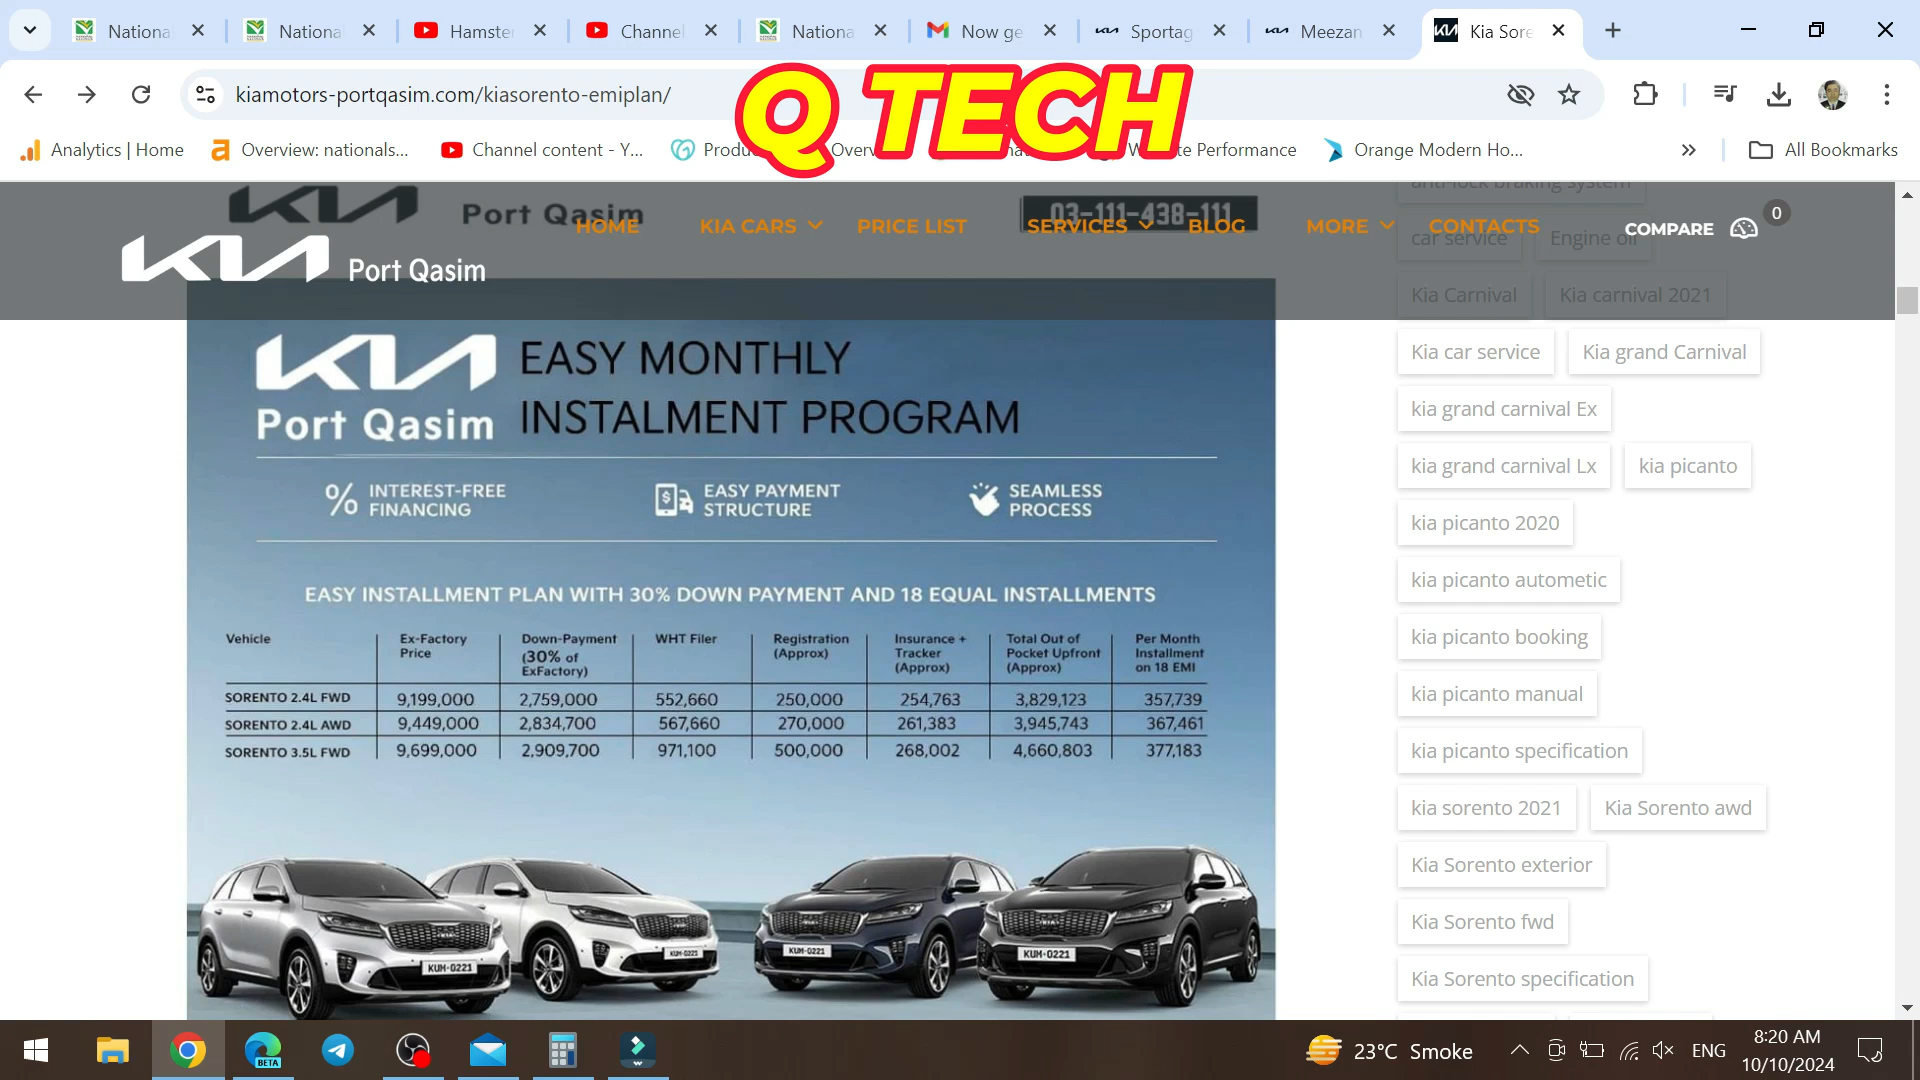 Nationa
Nationa
Hamste
Channel
Nationa
Now ge
Sportag
Meezan
Kia Sore
kiamotors-portqasim.com/kiasorento-emiplan/
Q TECH
Analytics | Home
Overview: nationals...
Channel content - Y...
Produ
Overv
te Performance
Orange Modern Ho...
All Bookmarks
KIA Port Qasim
03-111-438-111
anti-lock braking system
HOME
KIA CARS
PRICE LIST
SERVICES
BLOG
MORE
CONTACTS
COMPARE
0
KIA Port Qasim
car service
Engine oil
Kia Carnival
Kia carnival 2021
Kia car service
Kia grand Carnival
kia grand carnival Ex
kia grand carnival Lx
kia picanto
kia picanto 2020
kia picanto autometic
kia picanto booking
kia picanto manual
kia picanto specification
kia sorento 2021
Kia Sorento awd
Kia Sorento exterior
Kia Sorento fwd
Kia Sorento specification
KIA
Port Qasim
EASY MONTHLY
INSTALMENT PROGRAM
INTEREST-FREE
FINANCING
EASY PAYMENT
STRUCTURE
SEAMLESS
PROCESS
EASY INSTALLMENT PLAN WITH 30% DOWN PAYMENT AND 18 EQUAL INSTALLMENTS
Vehicle
Ex-Factory
Price
Down-Payment
(30% of
ExFactory)
WHT Filer
Registration
(Approx)
Insurance +
Tracker
(Approx)
Total Out of
Pocket Upfront
(Approx)
Per Month
Installment
on 18 EMI
SORENTO 2.4L FWD 9,199,000 2,759,000 552,660 250,000 254,763 3,829,123 357,739
SORENTO 2.4L AWD 9,449,000 2,834,700 567,660 270,000 261,383 3,945,743 367,461
SORENTO 3.5L FWD 9,699,000 2,909,700 971,100 500,000 268,002 4,660,803 377,183
KUH-0221
KUH-0221
KUH-0221
KUH-0221
BETA
23°C Smoke
ENG
8:20 AM
10/10/2024